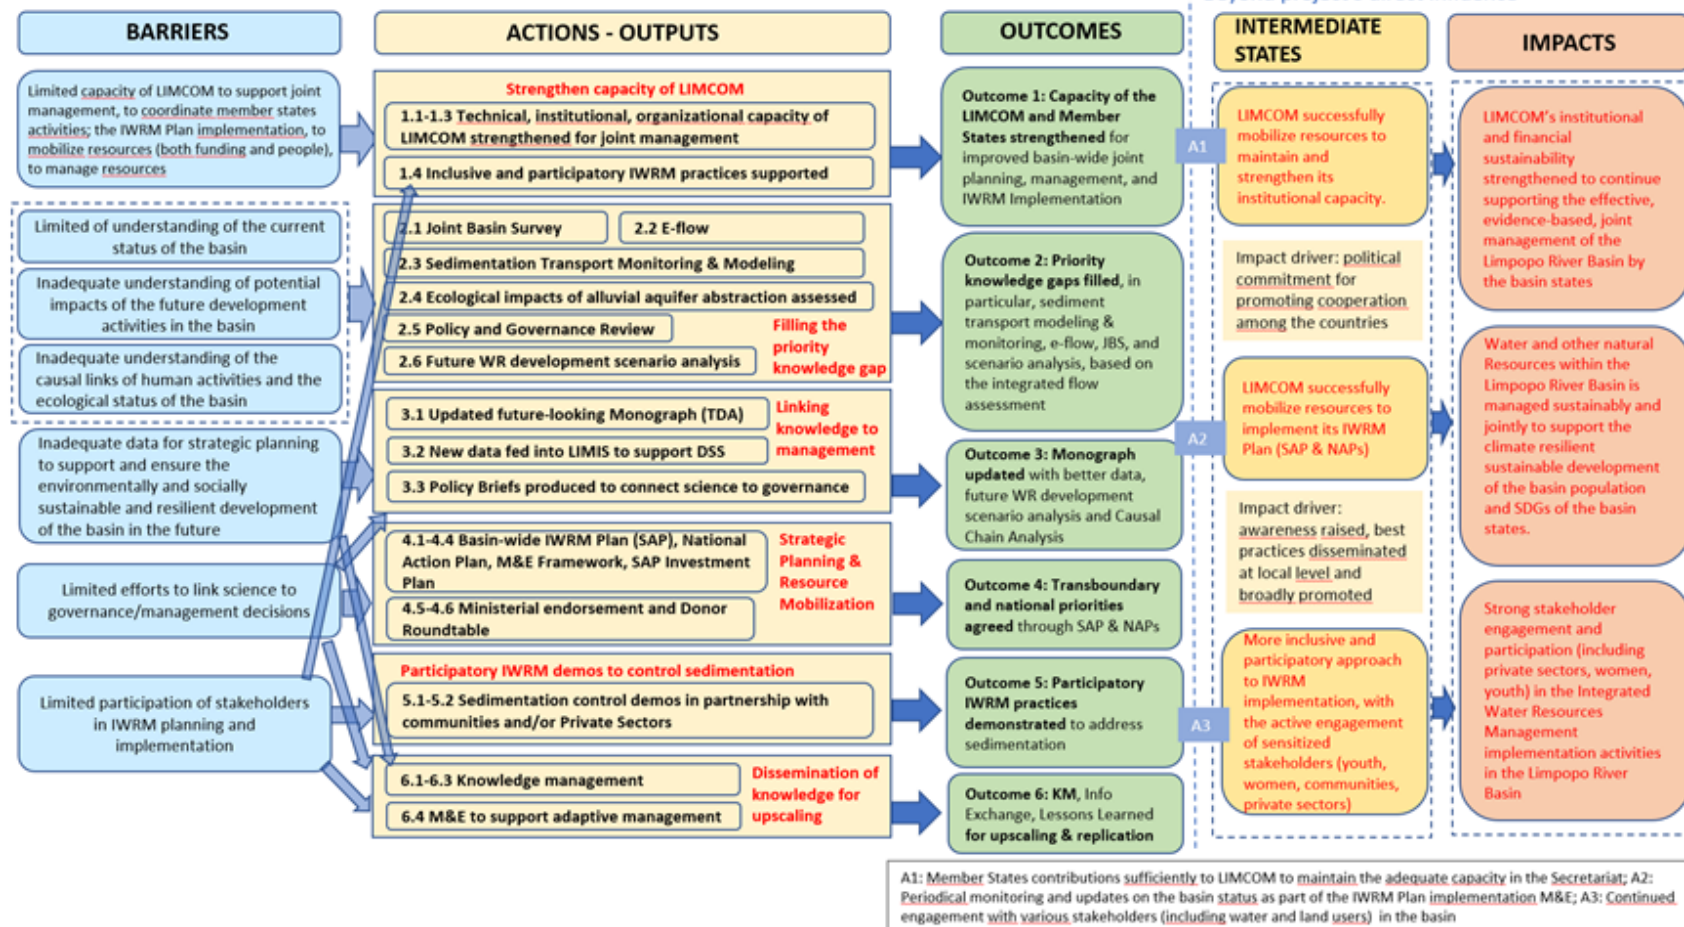 BARRIERS
Limited capacity of LIMCOM to support joint
management, to coordinate member states
activities; the IWRM Plan implementation, to
mobilize resources (both funding and people),
to manage resources
Limited of understanding of the current
status of the basin
Inadequate understanding of potential
impacts of the future development
activities in the basin
Inadequate understanding of the
causal links of human activities and the
ecological status of the basin
Inadequate data for strategic planning
to support and ensure the
environmentally and socially
sustainable and resilient development
of the basin in the future
Limited efforts to link science to
governance/management decisions
Limited participation of stakeholders
in IWRM planning and
implementation
ACTIONS - OUTPUTS
Strengthen capacity of LIMCOM
1.1-1.3 Technical, institutional, organizational capacity of
LIMCOM strengthened for joint management
1.4 Inclusive and participatory IWRM practices supported
2.1 Joint Basin Survey
2.2 E-flow
2.3 Sedimentation Transport Monitoring & Modeling
2.4 Ecological impacts of alluvial aquifer abstraction assessed
2.5 Policy and Governance Review
2.6 Future WR development scenario analysis
Filling the
priority
knowledge gap
3.1 Updated future-looking Monograph (TDA)
3.2 New data fed into LIMIS to support DSS
3.3 Policy Briefs produced to connect science to governance
Linking
knowledge to
management
4.1-4.4 Basin-wide IWRM Plan (SAP), National
Action Plan, M&E Framework, SAP Investment
Plan
4.5-4.6 Ministerial endorsement and Donor
Roundtable
Strategic
Planning &
Resource
Mobilization
Participatory IWRM demos to control sedimentation
5.1-5.2 Sedimentation control demos in partnership with
communities and/or Private Sectors
6.1-6.3 Knowledge management
6.4 M&E to support adaptive management
Dissemination of
knowledge for
upscaling
OUTCOMES
Outcome 1: Capacity of the
LIMCOM and Member
States strengthened for
improved basin-wide joint
planning, management, and
IWRM Implementation
Outcome 2: Priority
knowledge gaps filled, in
particular, sediment
transport modeling &
monitoring, e-flow, JBS, and
scenario analysis, based on
the integrated flow
assessment
Outcome 3: Monograph
updated with better data,
future WR development
scenario analysis and Causal
Chain Analysis
Outcome 4: Transboundary
and national priorities
agreed through SAP & NAPs
Outcome 5: Participatory
IWRM practices
demonstrated to address
sedimentation
Outcome 6: KM, Info
Exchange, Lessons Learned
for upscaling & replication
A1
A2
A3
INTERMEDIATE
STATES
LIMCOM successfully
mobilize resources to
maintain and
strengthen its
institutional capacity.
Impact driver: political
commitment for
promoting cooperation
among the countries
LIMCOM successfully
mobilize resources to
implement its IWRM
Plan (SAP & NAPs)
Impact driver:
awareness raised, best
practices disseminated
at local level and
broadly promoted
More inclusive and
participatory approach
to IWRM
implementation, with
the active engagement
of sensitized
stakeholders (youth,
women, communities,
private sectors)
IMPACTS
LIMCOM's institutional
and financial
sustainability
strengthened to continue
supporting the effective,
evidence-based, joint
management of the
Limpopo River Basin by
the basin states
Water and other natural
Resources within the
Limpopo River Basin is
managed sustainably and
jointly to support the
climate resilient
sustainable development
of the basin population
and SDGs of the basin
states.
Strong stakeholder
engagement and
participation (including
private sectors, women,
youth) in the Integrated
Water Resources
Management
implementation activities
in the Limpopo River
Basin
A1: Member States contributions sufficiently to LIMCOM to maintain the adequate capacity in the Secretariat; A2:
Periodical monitoring and updates on the basin status as part of the IWRM Plan implementation M&E; A3: Continued
engagement with various stakeholders (including water and land users) in the basin